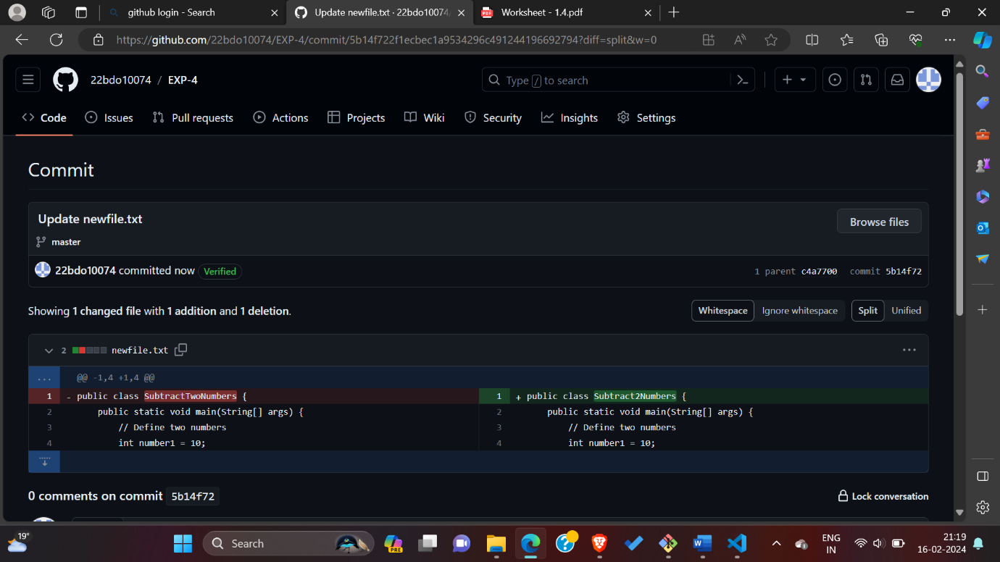 github login - Search
Update newfile.txt · 22bdo10074/
Worksheet - 1.4.pdf
https://github.com/22bdo10074/EXP-4/commit/5b14f722f1ecbec1a9534296c491244196692794?diff=split&w=0
22bdo10074 / EXP-4
Type / to search
Code Issues Pull requests Actions Projects Wiki Security Insights Settings
Commit
Update newfile.txt
Browse files
master
22bdo10074 committed now Verified
1 parent c4a7700 commit 5b14f72
Showing 1 changed file with 1 addition and 1 deletion.
Whitespace Ignore whitespace Split Unified
2 newfile.txt
@@ -1,4 +1,4 @@
1 - public class SubtractTwoNumbers { 1 + public class Subtract2Numbers {
2 public static void main(String[] args) { 2 public static void main(String[] args) {
3 // Define two numbers 3 // Define two numbers
4 int number1 = 10; 4 int number1 = 10;
0 comments on commit 5b14f72
Lock conversation
19°
Search
PRE
ENG
IN
21:19
16-02-2024